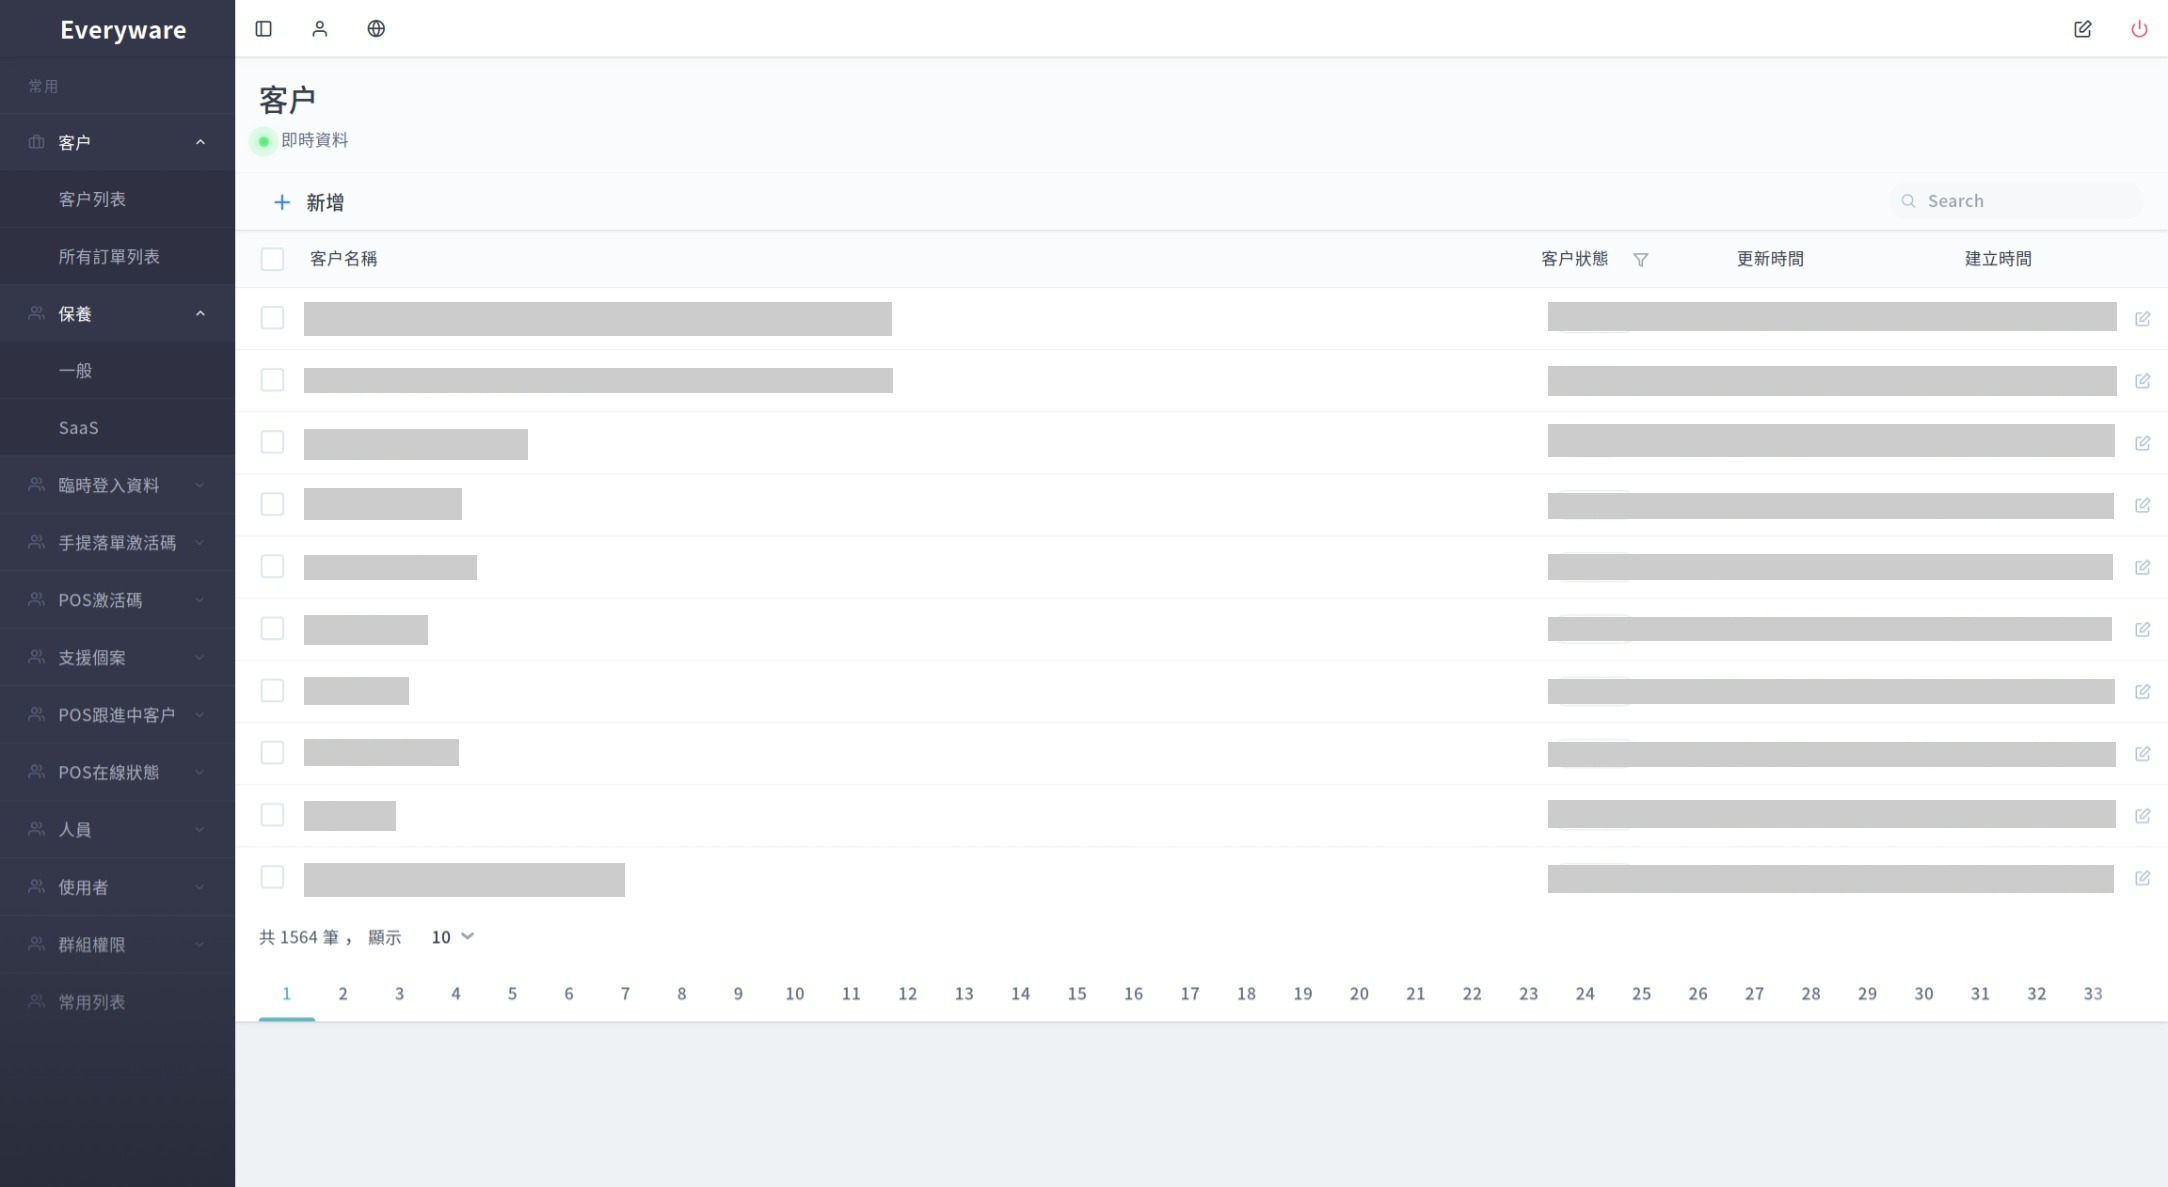 Everyware
常用
客户
客户列表
所有訂單列表
保養
一般
SaaS
臨時登入資料
手提落單激活碼
POS激活碼
支援個案
POS跟進中客户
POS在線狀態
人員
使用者
群組權限
常用列表
客户
即時資料
新增
Search
客户名稱 客户狀態 更新時間 建立時間
共 1564 筆 ， 顯示 10
1 2 3 4 5 6 7 8 9 10 11 12 13 14 15 16 17 18 19 20 21 22 23 24 25 26 27 28 29 30 31 32 33